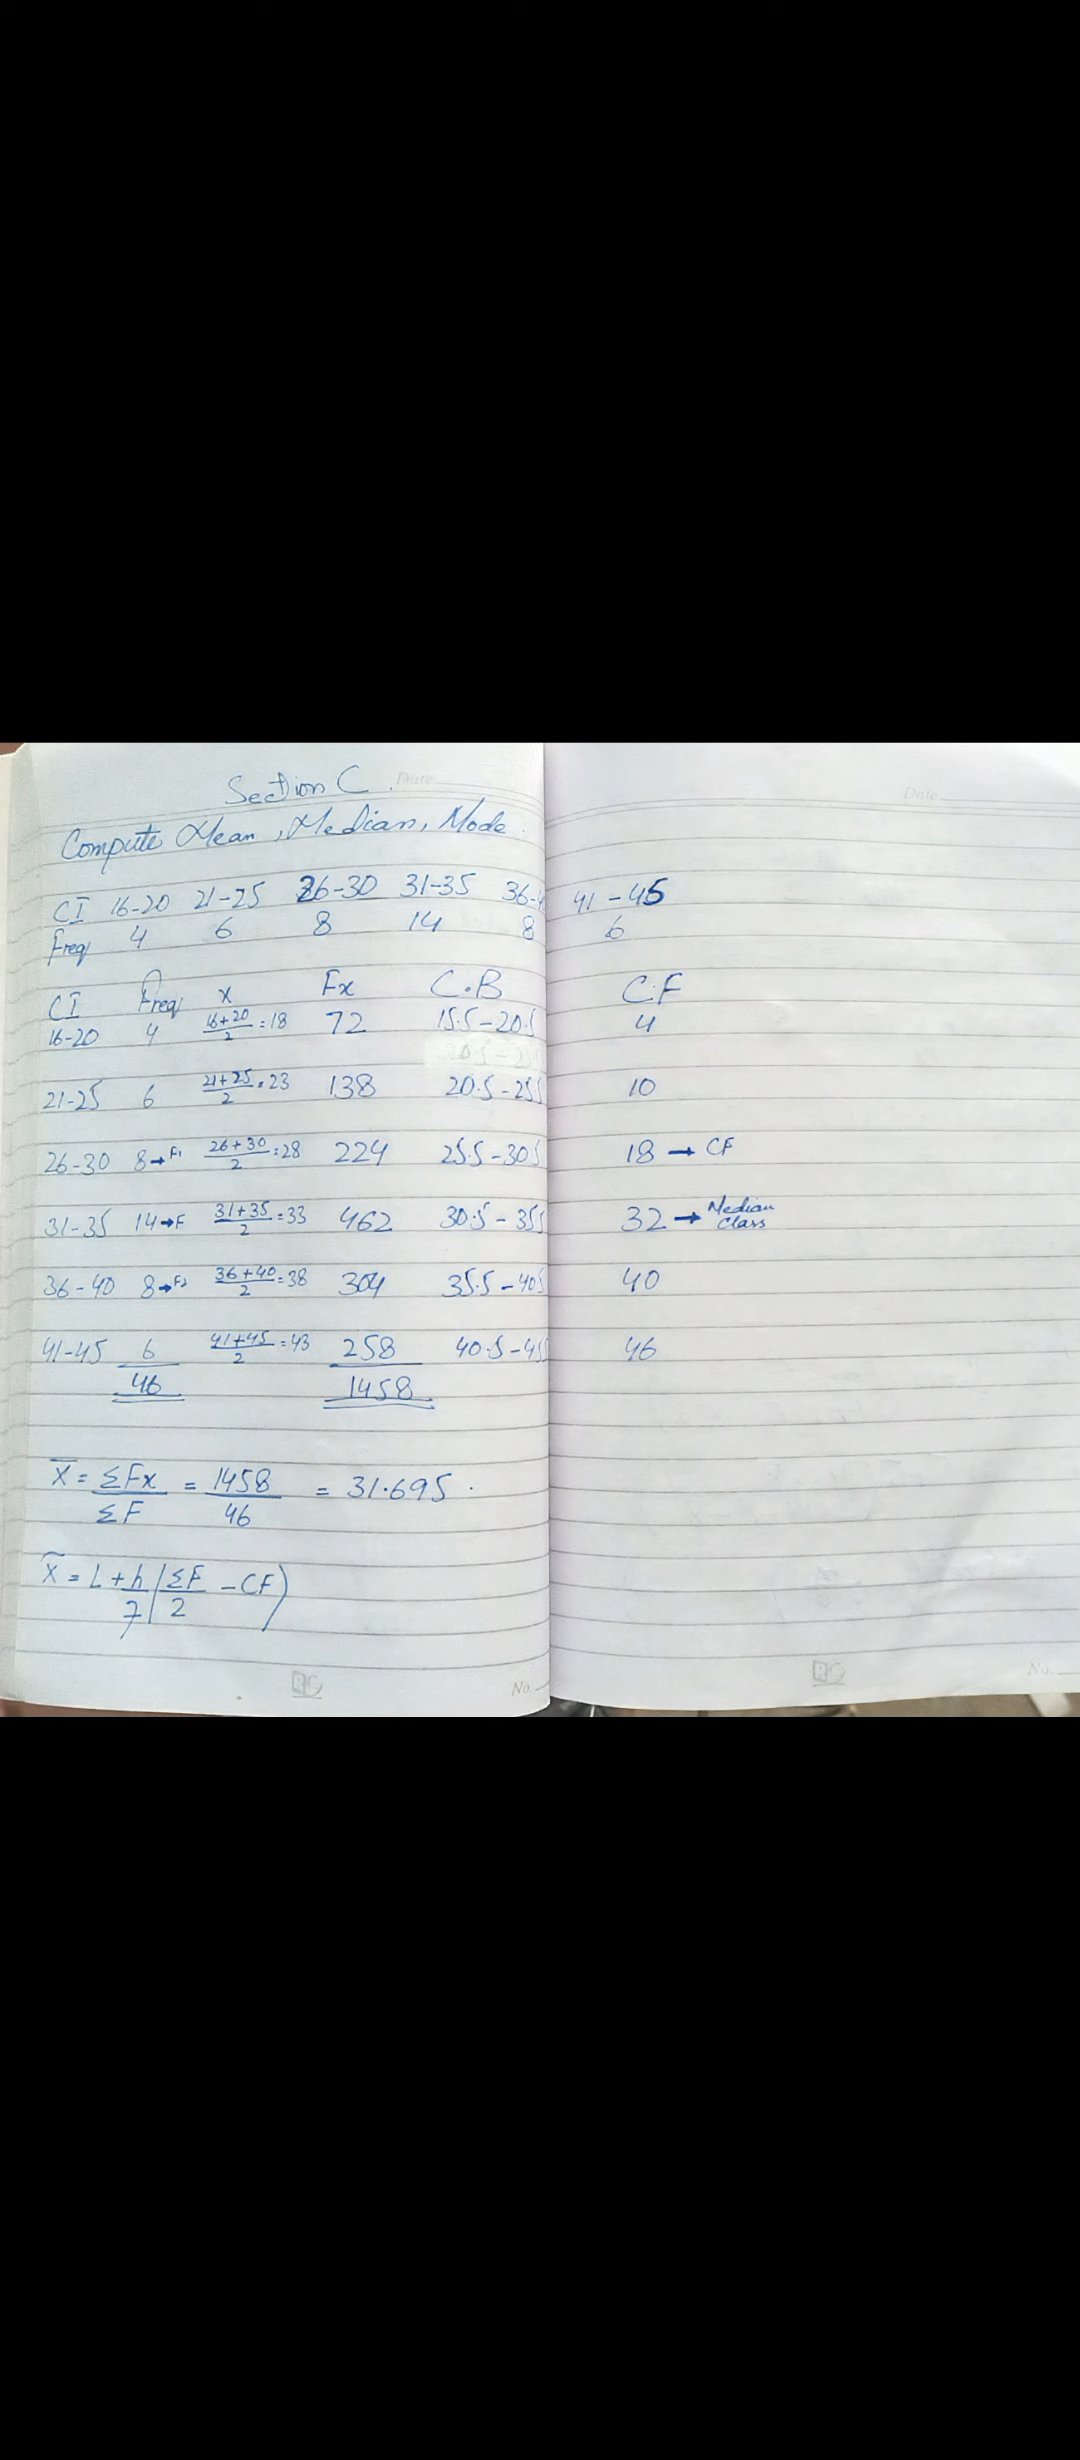 Section C. Date
Date
Compute Mean, Median, Mode.
CI 16-20 21-25 26-30 31-35 36-4 41-45
Freq 4 6 8 14 8 6
CI Freq x Fx C.B C.F
16-20 4 16+20/2 = 18 72 15.5-20.5 4
21-25 6 21+25/2 = 23 138 20.5-25.5 10
26-30 8→F1 26+30/2 = 28 224 25.5-30.5 18 → CF
31-35 14→F 31+35/2 = 33 462 30.5-35.5 32 → Median Class
36-40 8→F2 36+40/2 = 38 304 35.5-40.5 40
41-45 6 41+45/2 = 43 258 40.5-45.5 46
46 1458
X̅ = ΣFx/ΣF = 1458/46 = 31.695.
X̃ = L + h/7 (ΣF/2 - CF)
No.
No.